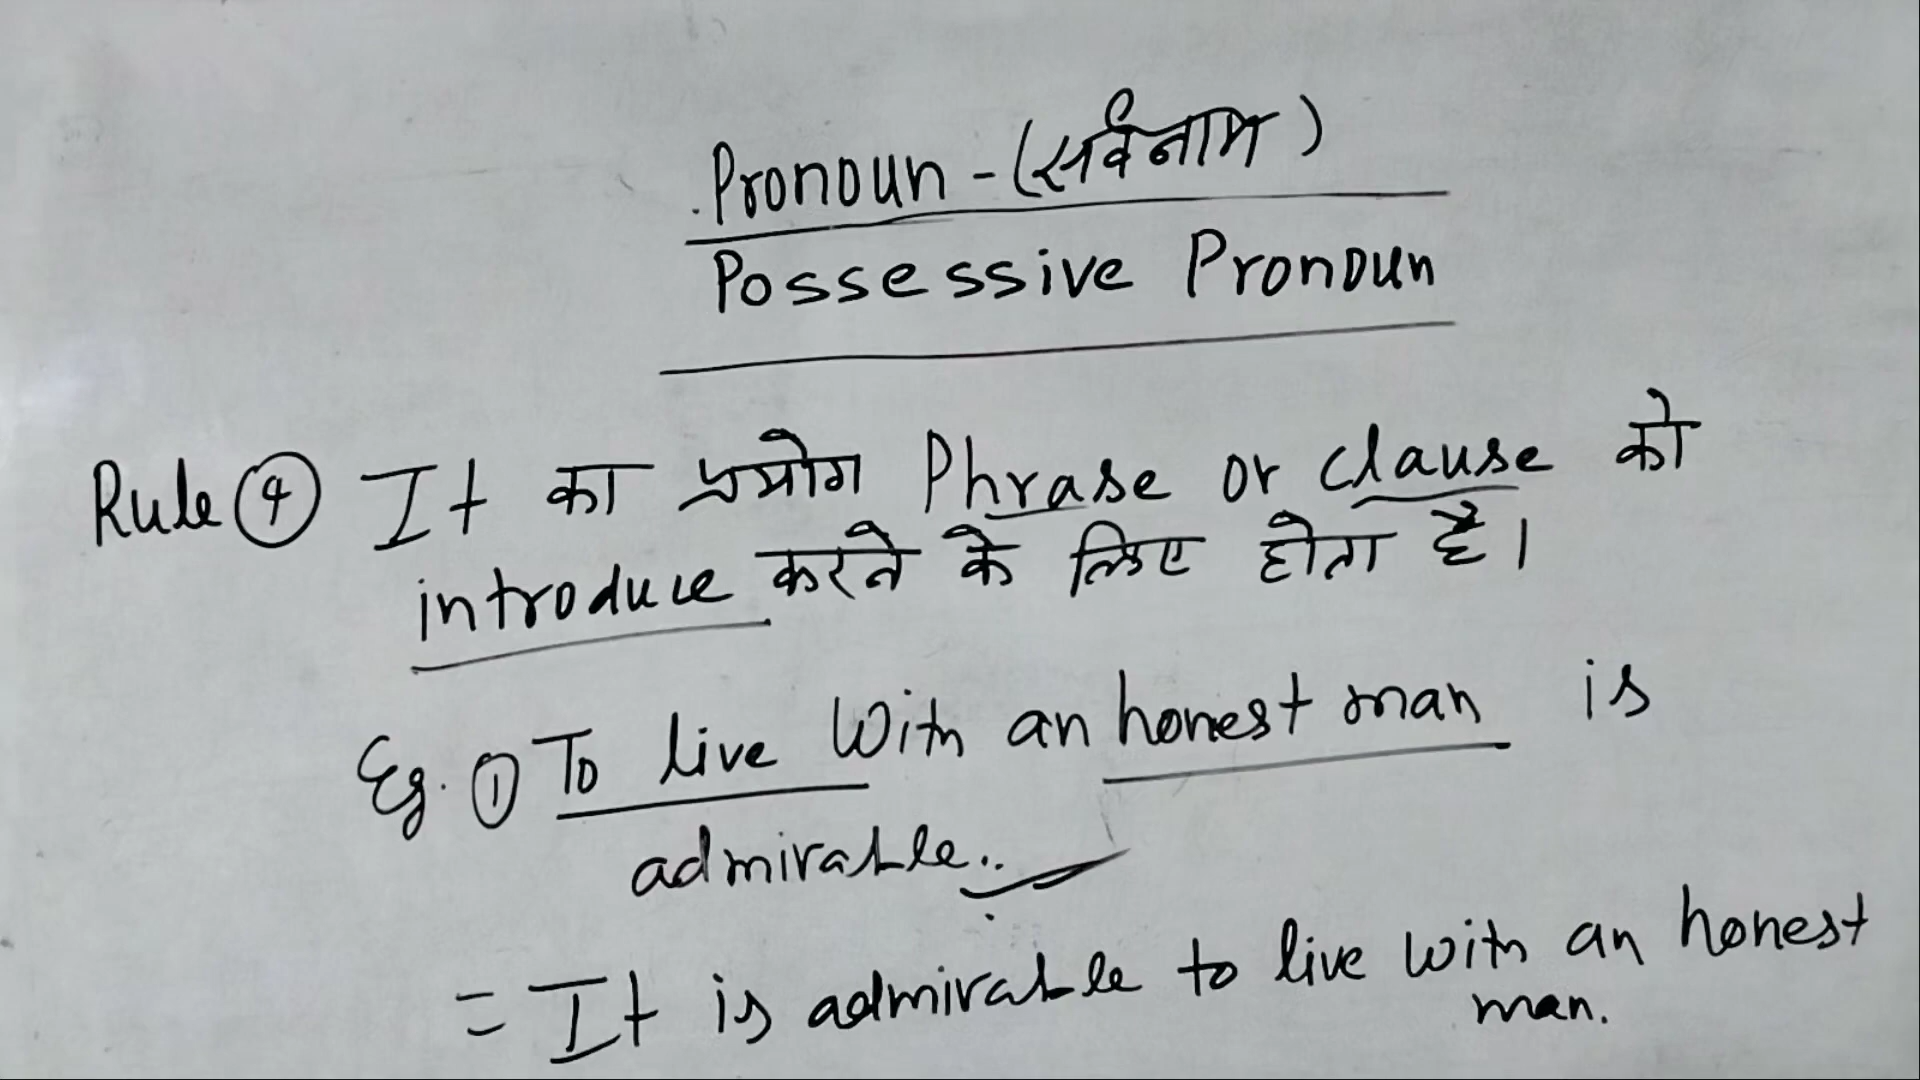 Pronoun - (सर्वनाम)
Possessive Pronoun
Rule ④ It का प्रयोग Phrase or clause को
introduce करने के लिए होता है।
Eg. ① To live with an honest man is
admirable..
= It is admirable to live with an honest
man.